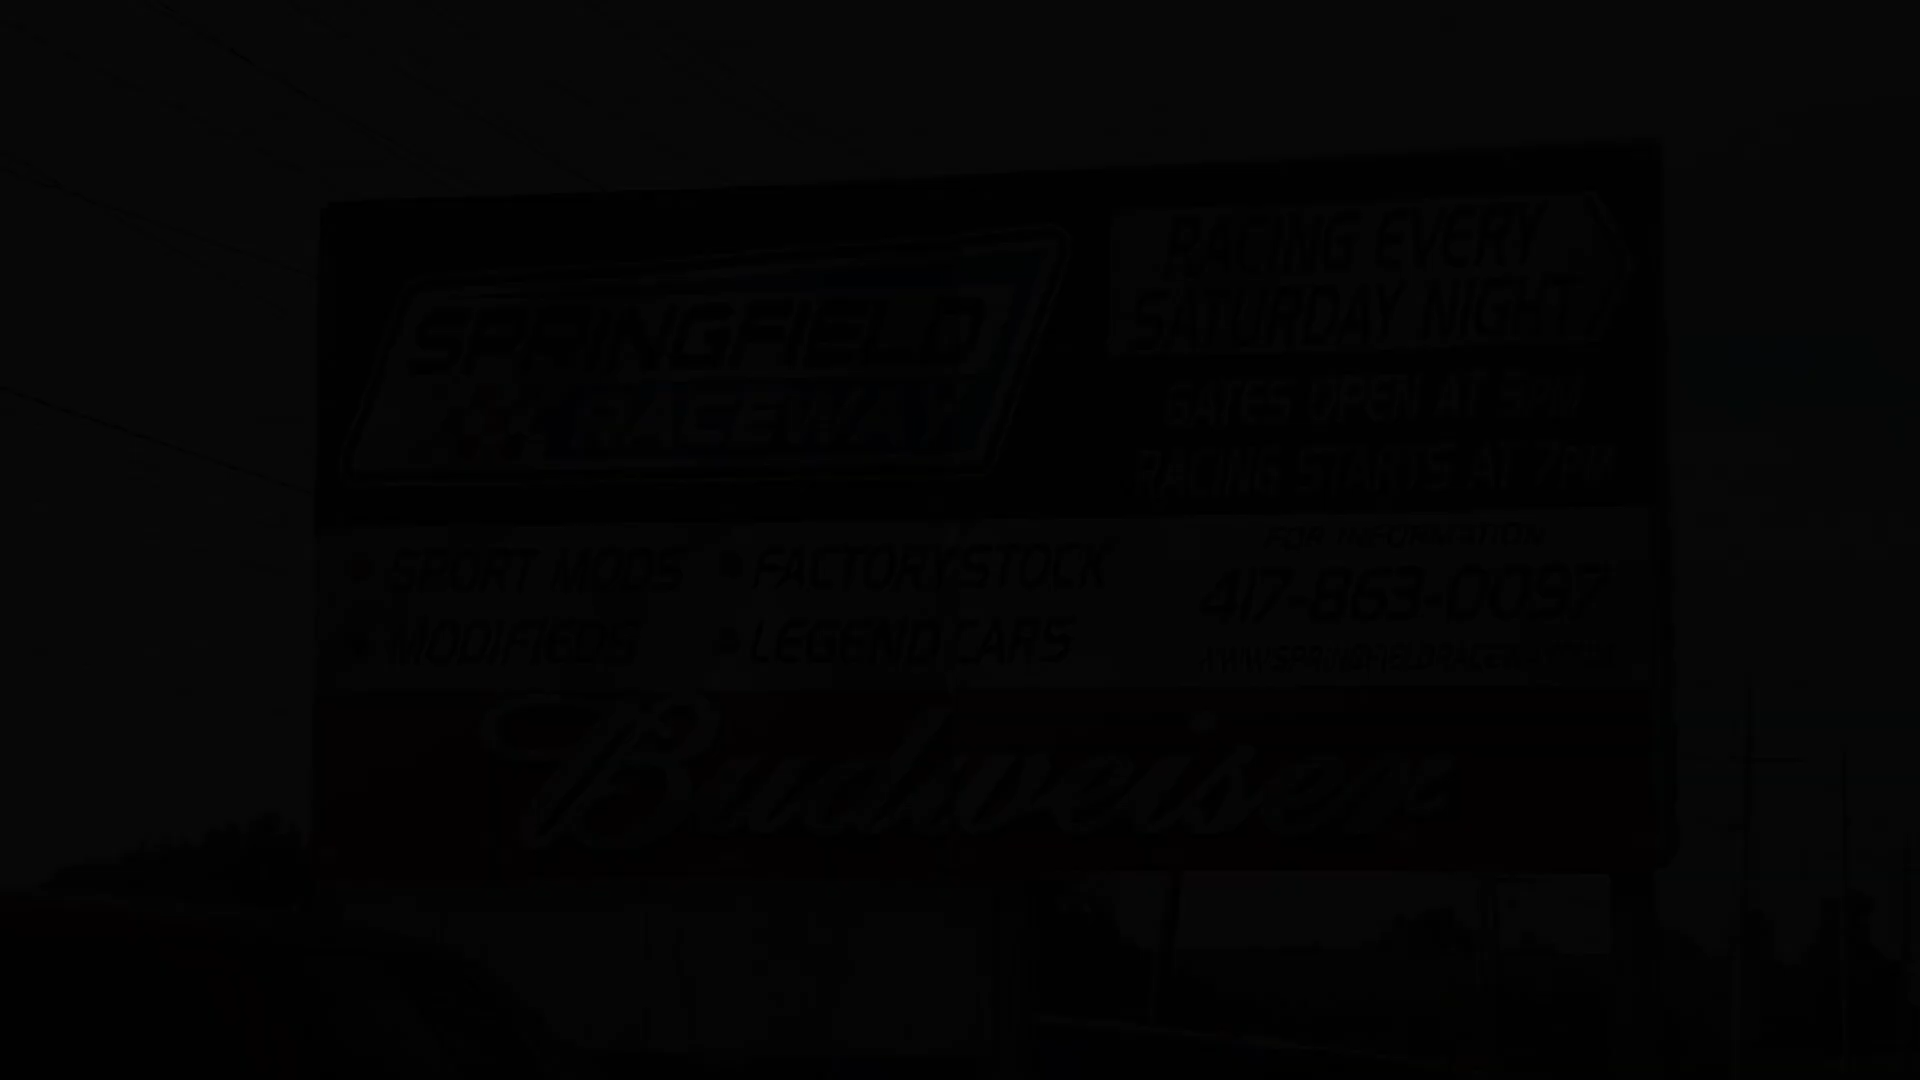 SPRINGFIELD
RACEWAY
RACING EVERY
SATURDAY NIGHT
GATES OPEN AT 5PM
RACING STARTS AT 7PM
SPORT MODS
MODIFIEDS
FACTORY STOCK
LEGEND CARS
FOR INFORMATION
417-863-0097
Budweiser